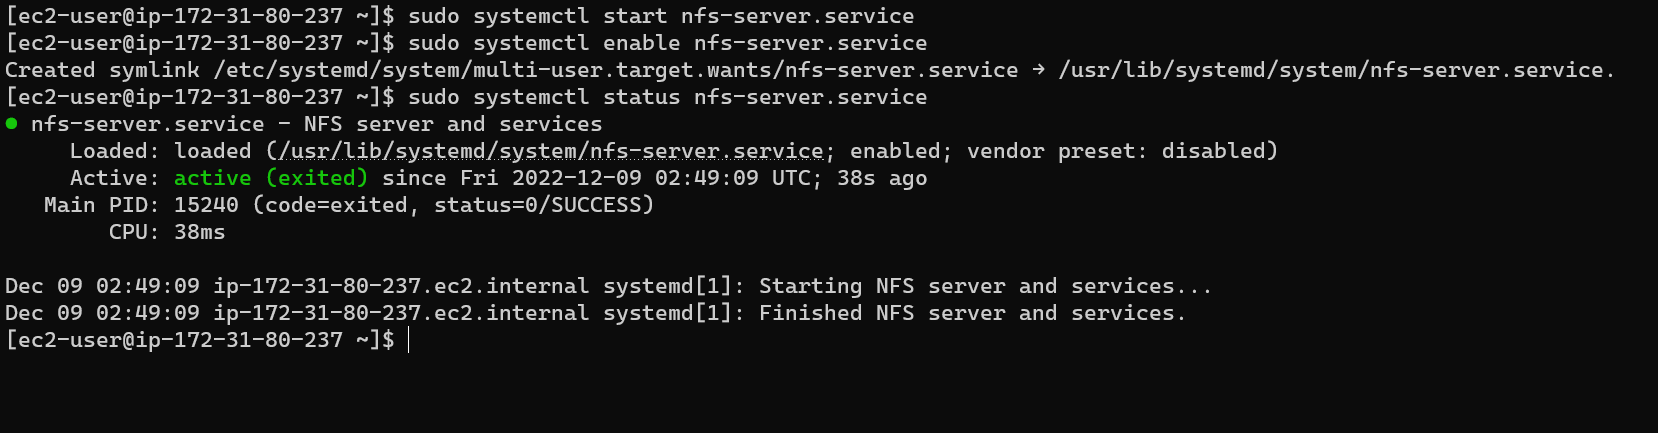 [ec2-user@ip-172-31-80-237 ~]$ sudo systemctl start nfs-server.service
[ec2-user@ip-172-31-80-237 ~]$ sudo systemctl enable nfs-server.service
Created symlink /etc/systemd/system/multi-user.target.wants/nfs-server.service → /usr/lib/systemd/system/nfs-server.service.
[ec2-user@ip-172-31-80-237 ~]$ sudo systemctl status nfs-server.service
● nfs-server.service - NFS server and services
     Loaded: loaded (/usr/lib/systemd/system/nfs-server.service; enabled; vendor preset: disabled)
     Active: active (exited) since Fri 2022-12-09 02:49:09 UTC; 38s ago
   Main PID: 15240 (code=exited, status=0/SUCCESS)
        CPU: 38ms

Dec 09 02:49:09 ip-172-31-80-237.ec2.internal systemd[1]: Starting NFS server and services...
Dec 09 02:49:09 ip-172-31-80-237.ec2.internal systemd[1]: Finished NFS server and services.
[ec2-user@ip-172-31-80-237 ~]$